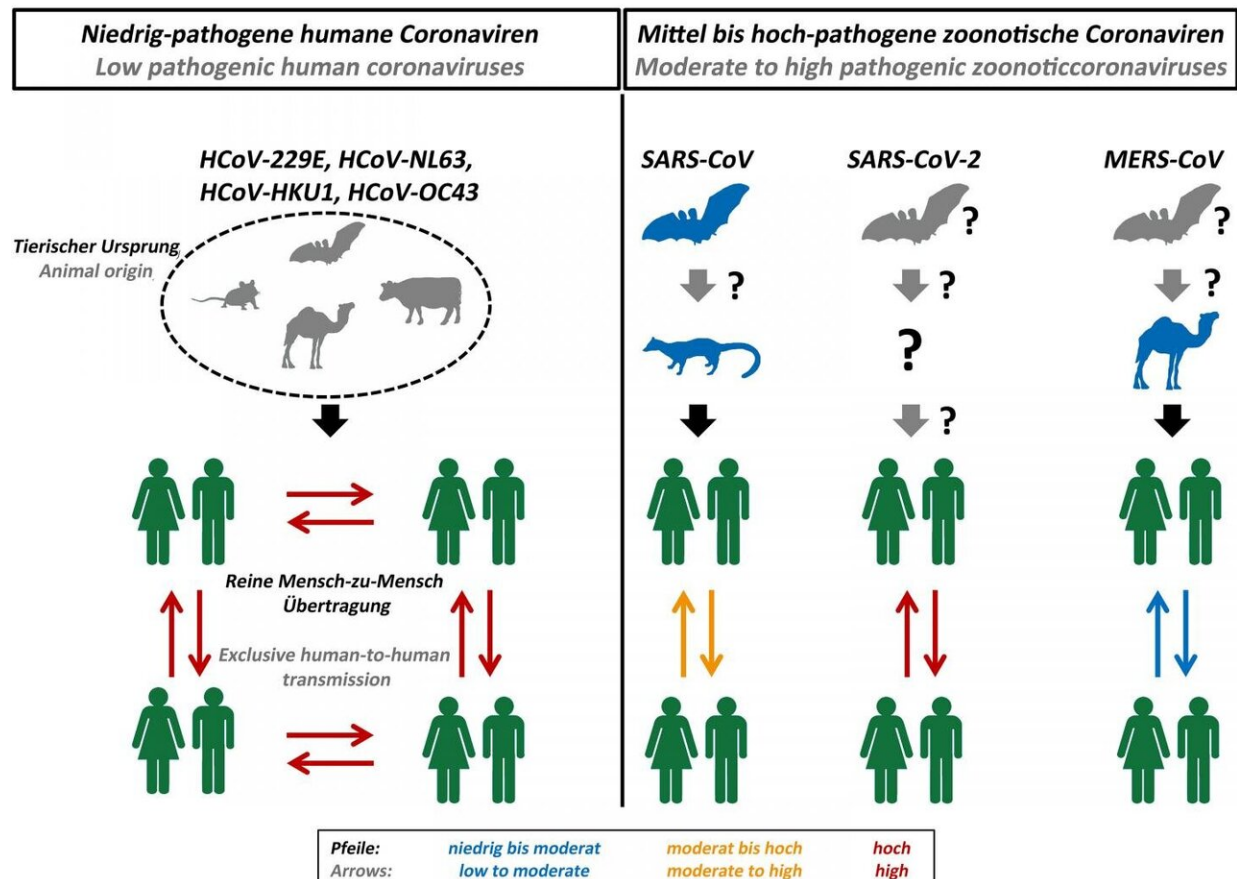 Niedrig-pathogene humane Coronaviren
Low pathogenic human coronaviruses
Mittel bis hoch-pathogene zoonotische Coronaviren
Moderate to high pathogenic zoonoticcoronaviruses
HCoV-229E, HCoV-NL63,
HCoV-HKU1, HCoV-OC43
Tierischer Ursprung
Animal origin
SARS-CoV
SARS-CoV-2
MERS-CoV
?
?
?
?
?
?
?
Reine Mensch-zu-Mensch
Übertragung
Exclusive human-to-human
transmission
Pfeile: niedrig bis moderat moderat bis hoch hoch
Arrows: low to moderate moderate to high high